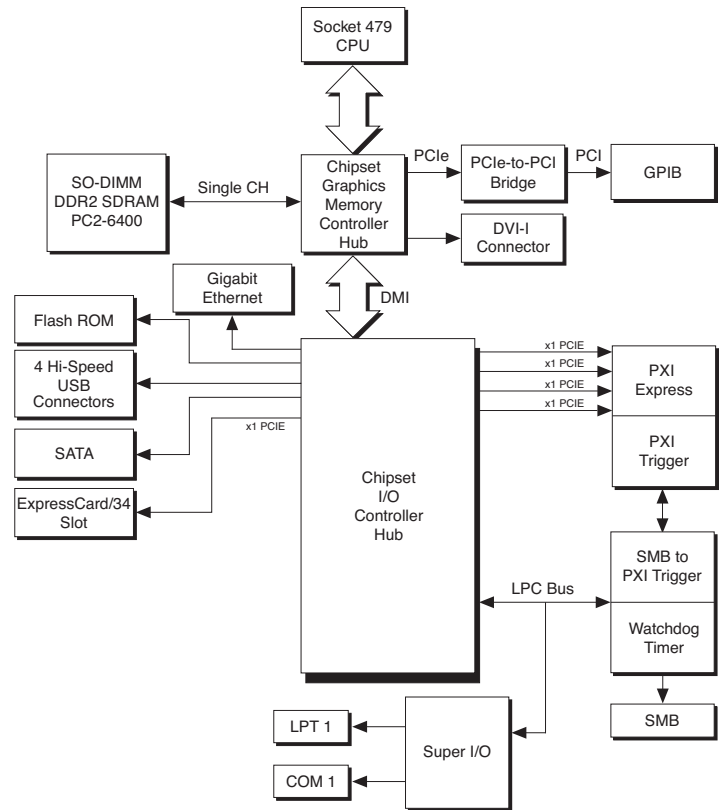 Socket 479
CPU
SO-DIMM
DDR2 SDRAM
PC2-6400
Single CH
Chipset
Graphics
Memory
Controller
Hub
PCIe
PCIe-to-PCI
Bridge
PCI
GPIB
DVI-I
Connector
DMI
Gigabit
Ethernet
Flash ROM
4 Hi-Speed
USB
Connectors
SATA
x1 PCIE
ExpressCard/34
Slot
Chipset
I/O
Controller
Hub
x1 PCIE
x1 PCIE
x1 PCIE
x1 PCIE
PXI
Express
PXI
Trigger
SMB to
PXI Trigger
LPC Bus
Watchdog
Timer
SMB
LPT 1
Super I/O
COM 1